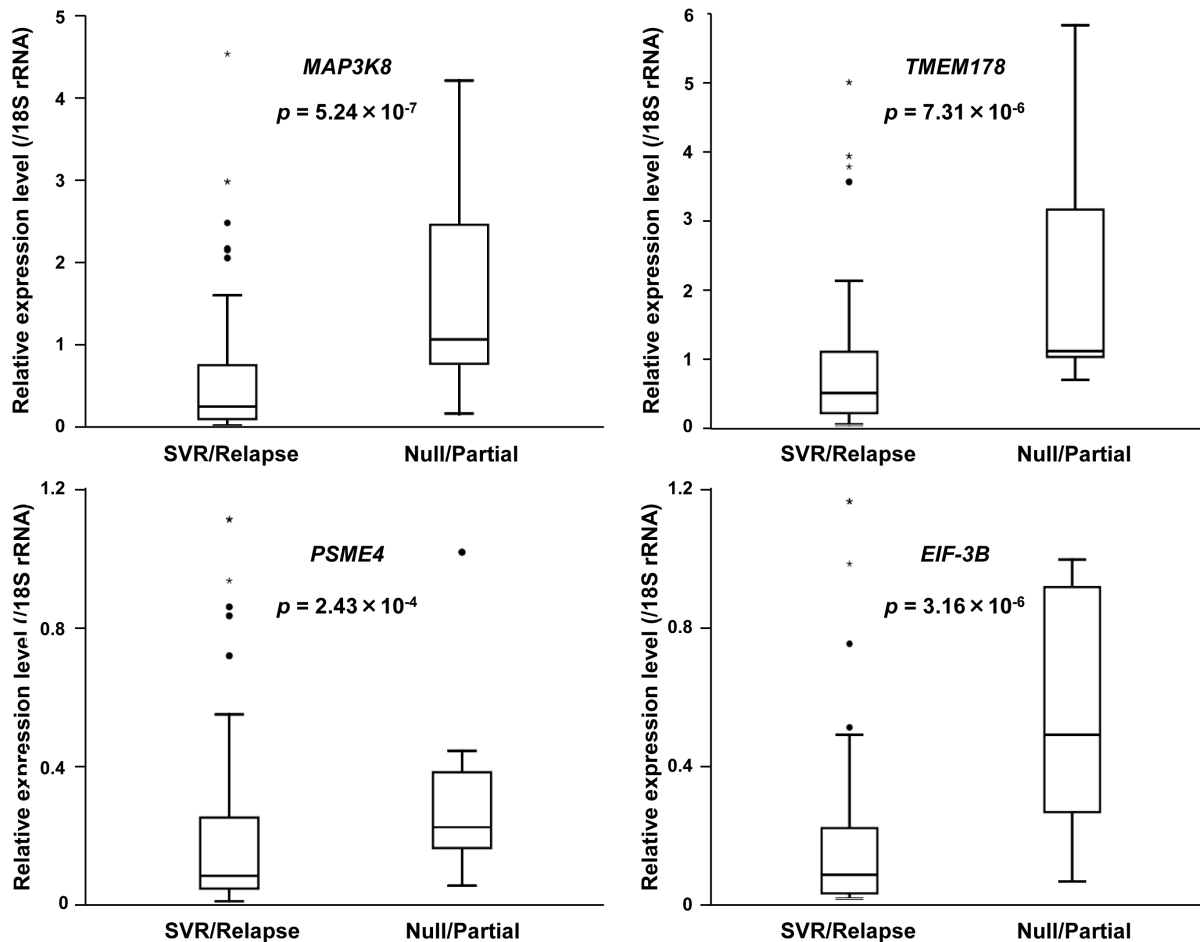 Relative expression level (/18S rRNA)
5
4
3
2
1
0
MAP3K8
p = 5.24×10-7
SVR/Relapse
Null/Partial
Relative expression level (/18S rRNA)
6
5
4
3
2
1
0
TMEM178
p = 7.31×10-6
SVR/Relapse
Null/Partial
Relative expression level (/18S rRNA)
1.2
0.8
0.4
0
PSME4
p = 2.43×10-4
SVR/Relapse
Null/Partial
Relative expression level (/18S rRNA)
1.2
0.8
0.4
0
EIF-3B
p = 3.16×10-6
SVR/Relapse
Null/Partial